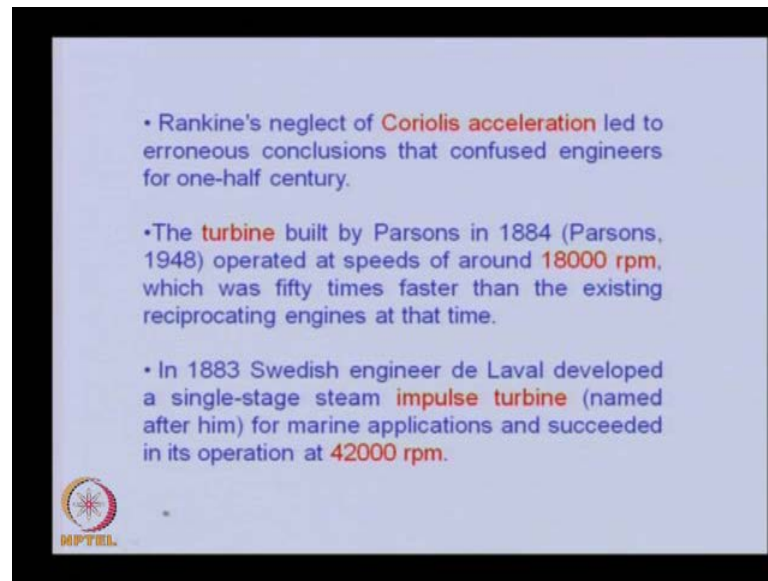 • Rankine's neglect of Coriolis acceleration led to
erroneous conclusions that confused engineers
for one-half century.
•The turbine built by Parsons in 1884 (Parsons,
1948) operated at speeds of around 18000 rpm,
which was fifty times faster than the existing
reciprocating engines at that time.
• In 1883 Swedish engineer de Laval developed
a single-stage steam impulse turbine (named
after him) for marine applications and succeeded
in its operation at 42000 rpm.
NPTEL